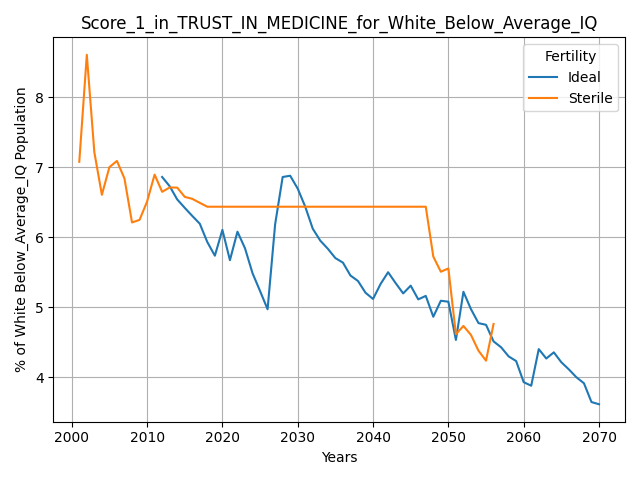 Score_1_in_TRUST_IN_MEDICINE_for_White_Below_Average_IQ
% of White Below_Average_IQ Population
8
7
6
5
4
Fertility
Ideal
Sterile
2000 2010 2020 2030 2040 2050 2060 2070
Years